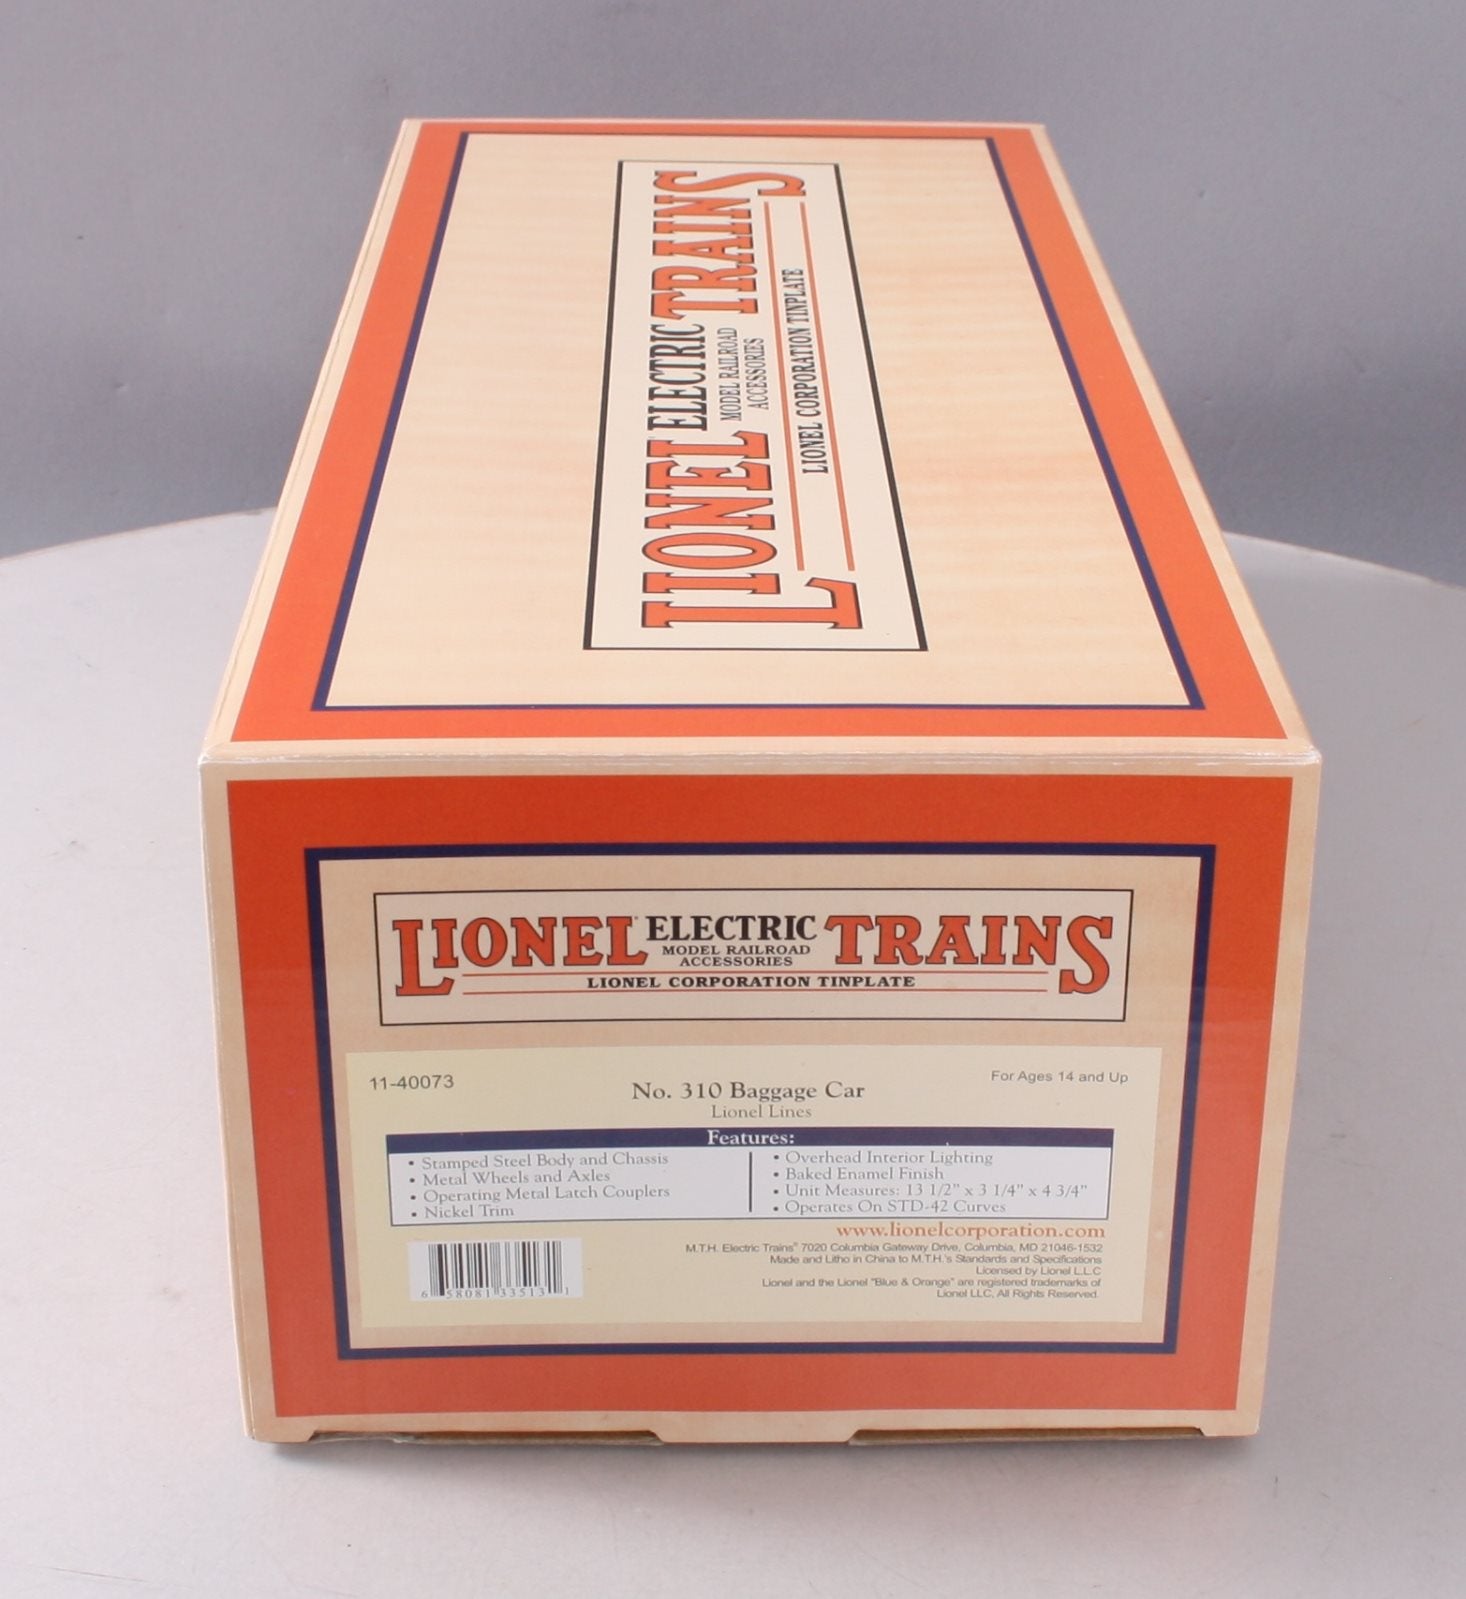 LIONEL ELECTRIC TRAINS
MODEL RAILROAD
ACCESSORIES
LIONEL CORPORATION TINPLATE
LIONEL® ELECTRIC TRAINS
MODEL RAILROAD
ACCESSORIES
LIONEL CORPORATION TINPLATE
11-40073
No. 310 Baggage Car
For Ages 14 and Up
Lionel Lines
Features:
• Stamped Steel Body and Chassis
• Metal Wheels and Axles
• Operating Metal Latch Couplers
• Nickel Trim
• Overhead Interior Lighting
• Baked Enamel Finish
• Unit Measures: 13 1/2" x 3 1/4" x 4 3/4"
• Operates On STD-42 Curves
www.lionelcorporation.com
M.T.H. Electric Trains® 7020 Columbia Gateway Drive, Columbia, MD 21046-1532
Made and Litho in China to M.T.H.'s Standards and Specifications
Licensed by Lionel L.L.C
Lionel and the Lionel "Blue & Orange" are registered trademarks of
Lionel LLC, All Rights Reserved.
6 58081 33513 1